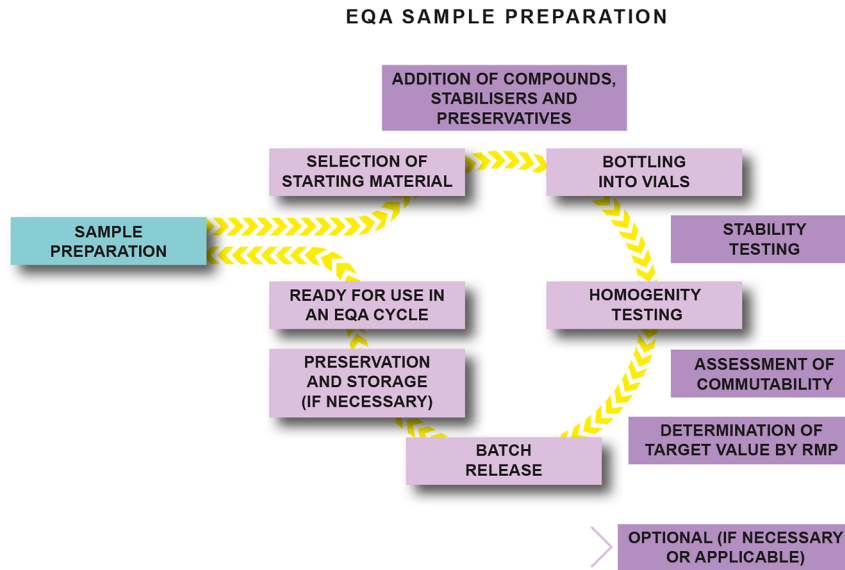 EQA SAMPLE PREPARATION
ADDITION OF COMPOUNDS,
STABILISERS AND
PRESERVATIVES
SELECTION OF
STARTING MATERIAL
BOTTLING
INTO VIALS
SAMPLE
PREPARATION
STABILITY
TESTING
READY FOR USE IN
AN EQA CYCLE
HOMOGENITY
TESTING
PRESERVATION
AND STORAGE
(IF NECESSARY)
ASSESSMENT OF
COMMUTABILITY
DETERMINATION OF
TARGET VALUE BY RMP
BATCH
RELEASE
OPTIONAL (IF NECESSARY
OR APPLICABLE)